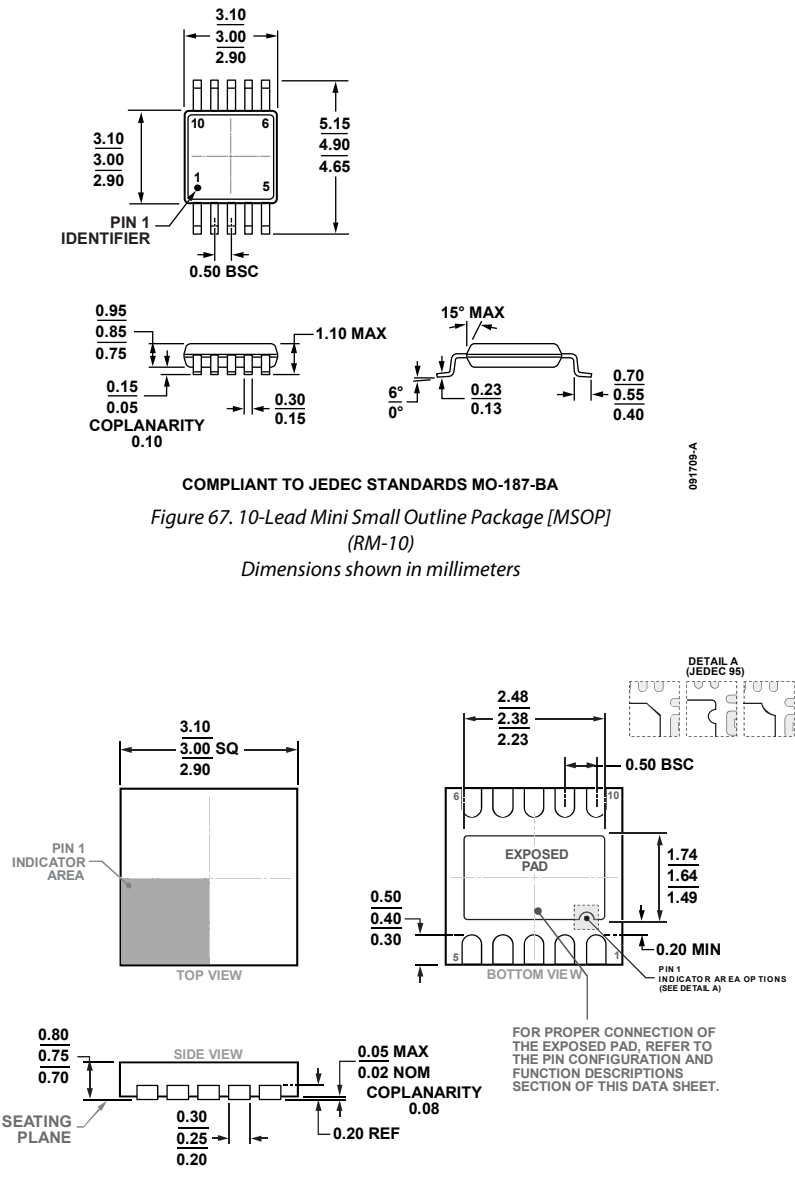 3.10
3.00
2.90
10
6
1
5
3.10
3.00
2.90
5.15
4.90
4.65
PIN 1
IDENTIFIER
0.50 BSC
0.95
0.85
0.75
1.10 MAX
0.15
0.05
COPLANARITY
0.10
0.30
0.15
15° MAX
6°
0°
0.23
0.13
0.70
0.55
0.40
COMPLIANT TO JEDEC STANDARDS MO-187-BA
091709-A
Figure 67. 10-Lead Mini Small Outline Package [MSOP]
(RM-10)
Dimensions shown in millimeters
DETAIL A
(JEDEC 95)
3.10
3.00 SQ
2.90
PIN 1
INDICATOR
AREA
TOP VIEW
2.48
2.38
2.23
0.50 BSC
6
10
EXPOSED
PAD
1.74
1.64
1.49
0.50
0.40
0.30
0.20 MIN
5
1
BOTTOM VIEW
PIN 1
INDICATOR AREA OPTIONS
(SEE DETAIL A)
FOR PROPER CONNECTION OF
THE EXPOSED PAD, REFER TO
THE PIN CONFIGURATION AND
FUNCTION DESCRIPTIONS
SECTION OF THIS DATA SHEET.
0.80
0.75
0.70
SIDE VIEW
0.05 MAX
0.02 NOM
COPLANARITY
0.08
SEATING
PLANE
0.30
0.25
0.20
0.20 REF